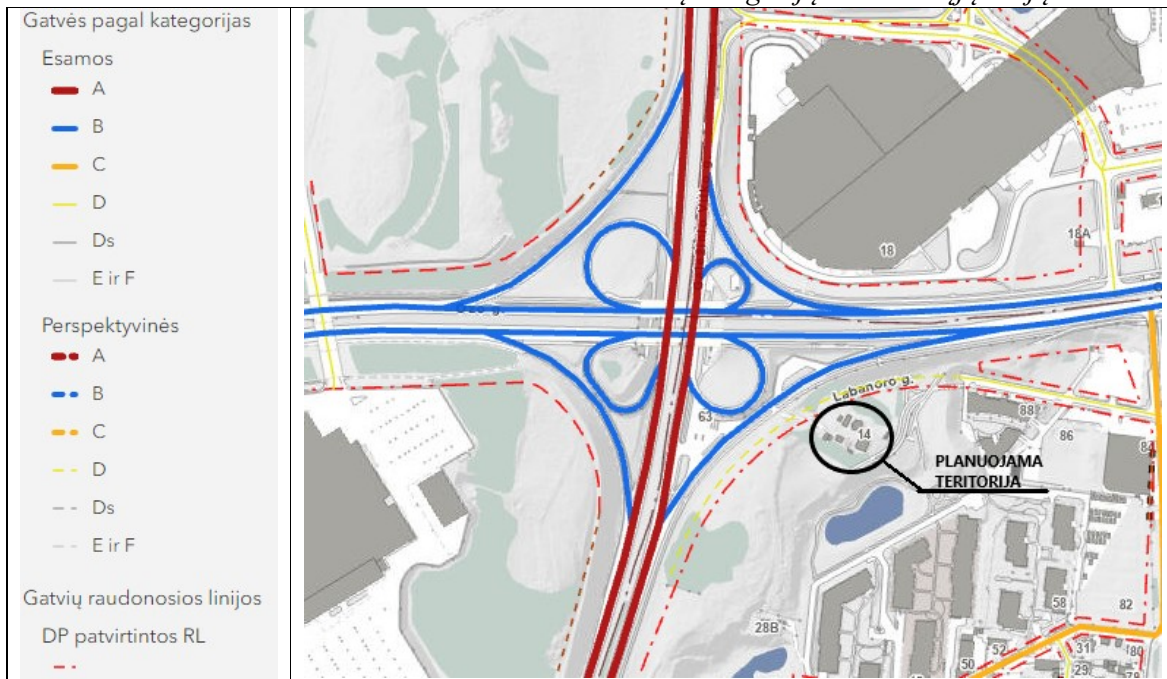 Gatvės pagal kategorijas
Esamos
A
B
C
D
Ds
E ir F
Perspektyvinės
A
B
C
D
Ds
E ir F
Gatvių raudonosios linijos
DP patvirtintos RL
18
18A
63
Labanoro g.
14
88
86
84
PLANUOJAMA
TERITORIJA
28B
58
82
52
50
31
80
29
78